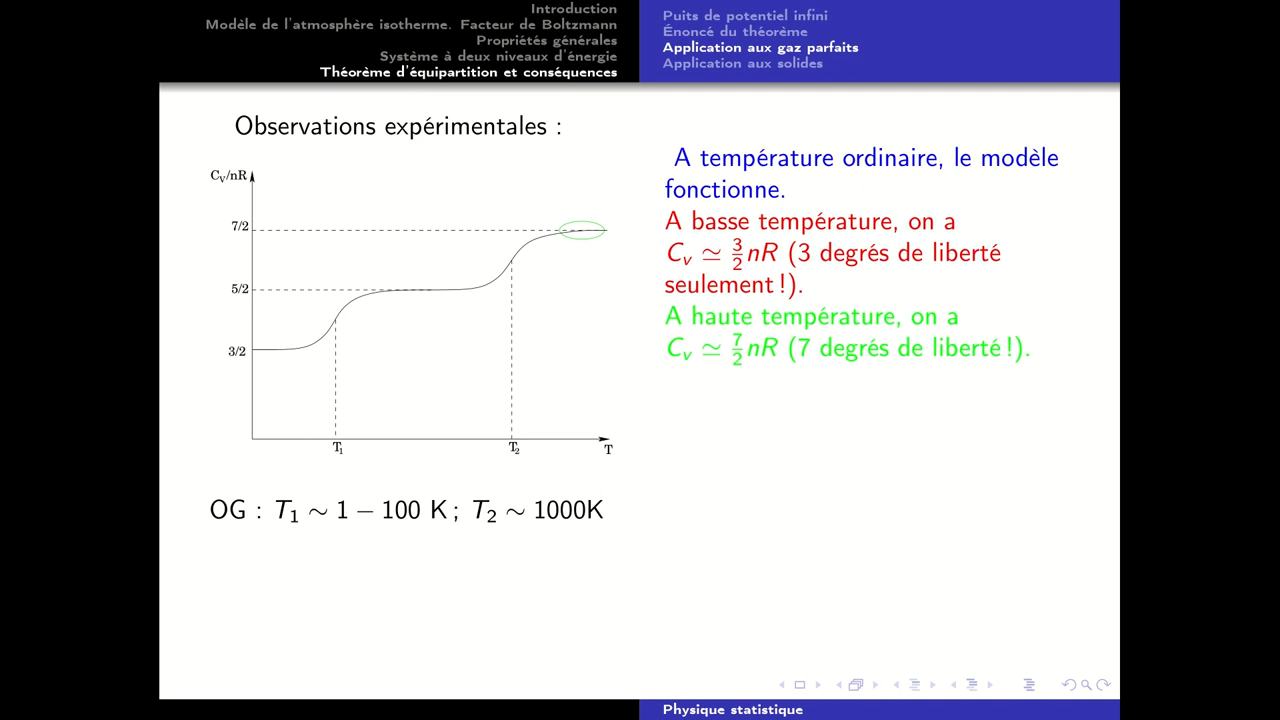 Introduction
Modèle de l'atmosphère isotherme. Facteur de Boltzmann
Propriétés générales
Système à deux niveaux d'énergie
Théorème d'équipartition et conséquences
Puits de potentiel infini
Énoncé du théorème
Application aux gaz parfaits
Application aux solides
Observations expérimentales :
C_V/nR
7/2
5/2
3/2
T_1
T_2
T
OG : T_1 ∼ 1 − 100 K ; T_2 ∼ 1000K
A température ordinaire, le modèle
fonctionne.
A basse température, on a
C_v ≃ 3/2 nR (3 degrés de liberté
seulement !).
A haute température, on a
C_v ≃ 7/2 nR (7 degrés de liberté !).
Physique statistique